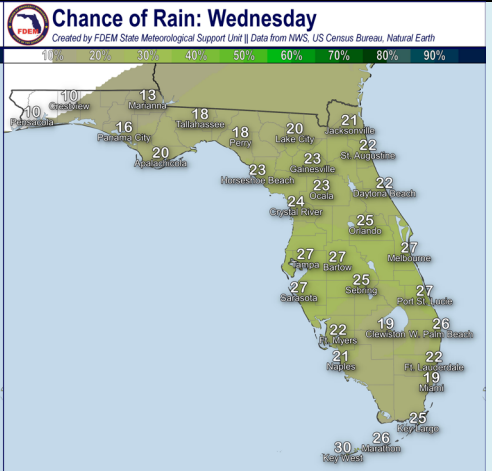 Chance of Rain: Wednesday
Created by FDEM State Meteorological Support Unit || Data from NWS, US Census Bureau, Natural Earth
FDEM
10% 20% 30% 40% 50% 60% 70% 80% 90%
10
Pensacola
10
Crestview
13
Marianna
16
Panama City
20
Apalachicola
18
Tallahassee
18
Perry
20
Lake City
21
Jacksonville
22
St. Augustine
23
Horseshoe Beach
23
Gainesville
23
Ocala
22
Daytona Beach
24
Crystal River
25
Orlando
27
Tampa
27
Bartow
27
Melbourne
27
Sarasota
25
Sebring
27
Port St. Lucie
22
Ft. Myers
19
Clewiston
26
W. Palm Beach
21
Naples
22
Ft. Lauderdale
19
Miami
25
Key Largo
26
Marathon
30
Key West